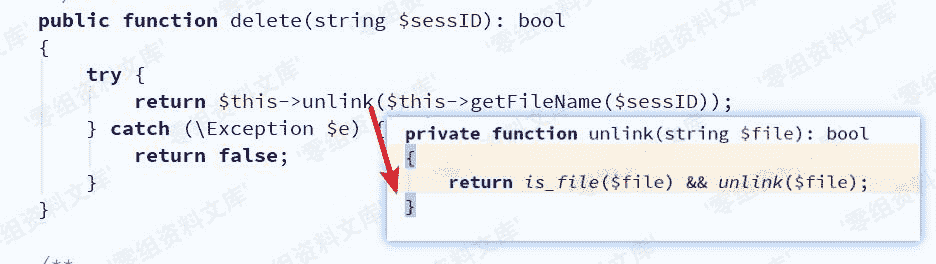 public function delete(string $sessID): bool
{
try {
return $this->unlink($this->getFileName($sessID));
} catch (\Exception $e) {
return false;
}
}
/**
private function unlink(string $file): bool
{
return is_file($file) && unlink($file);
}
'零组资料文库'